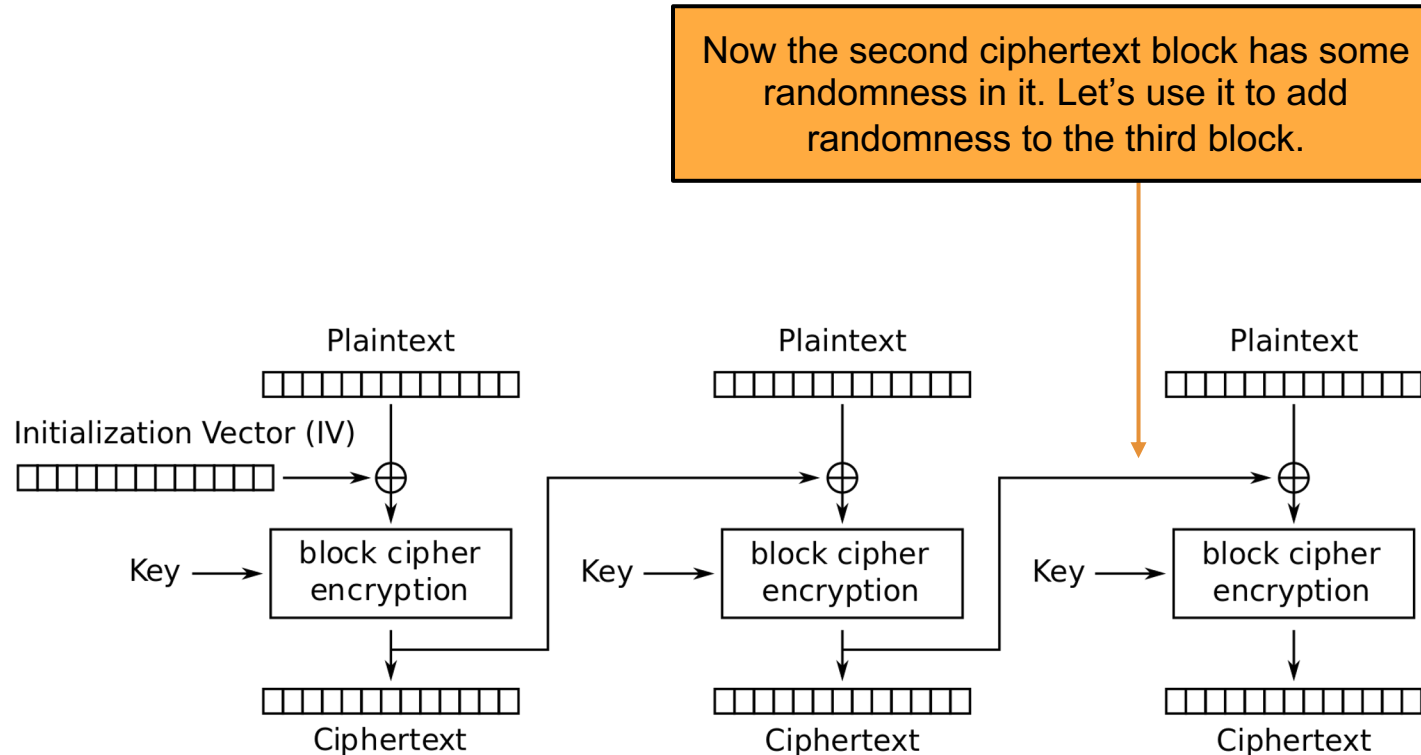 Now the second ciphertext block has some
randomness in it. Let’s use it to add
randomness to the third block.
Plaintext
Plaintext
Plaintext
Initialization Vector (IV)
Key
block cipher
encryption
Key
block cipher
encryption
Key
block cipher
encryption
Ciphertext
Ciphertext
Ciphertext